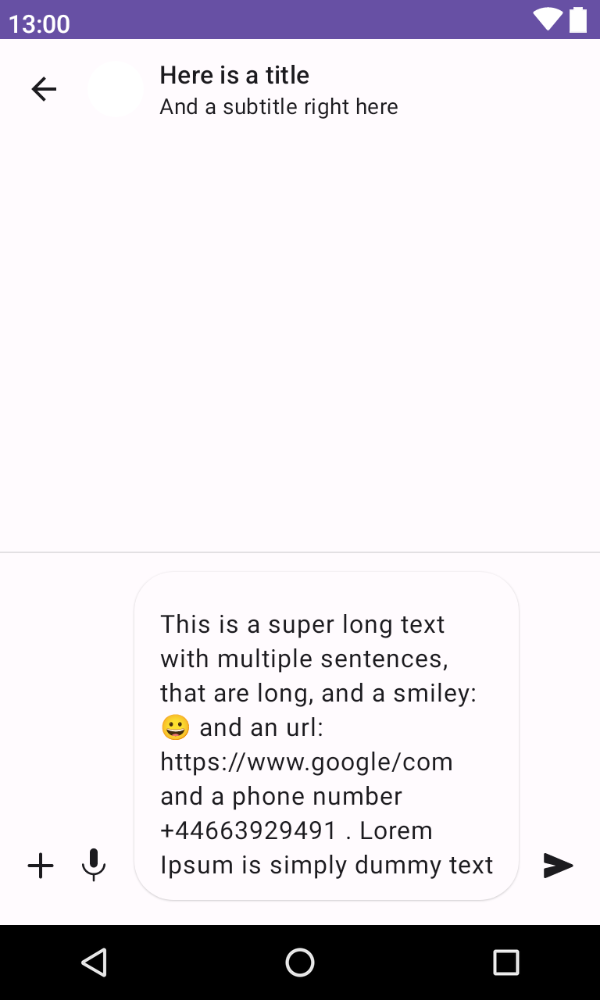 13:00
Here is a title
And a subtitle right here
This is a super long text
with multiple sentences,
that are long, and a smiley:
😀 and an url:
https://www.google/com
and a phone number
+44663929491 . Lorem
Ipsum is simply dummy text